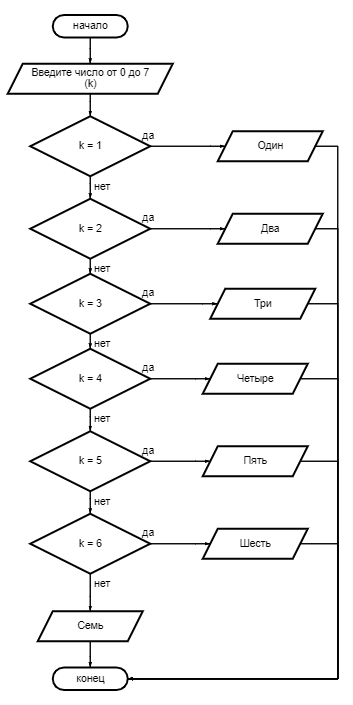 начало
Введите число от 0 до 7
(k)
k = 1
да
Один
нет
k = 2
да
Два
нет
k = 3
да
Три
нет
k = 4
да
Четыре
нет
k = 5
да
Пять
нет
k = 6
да
Шесть
нет
Семь
конец